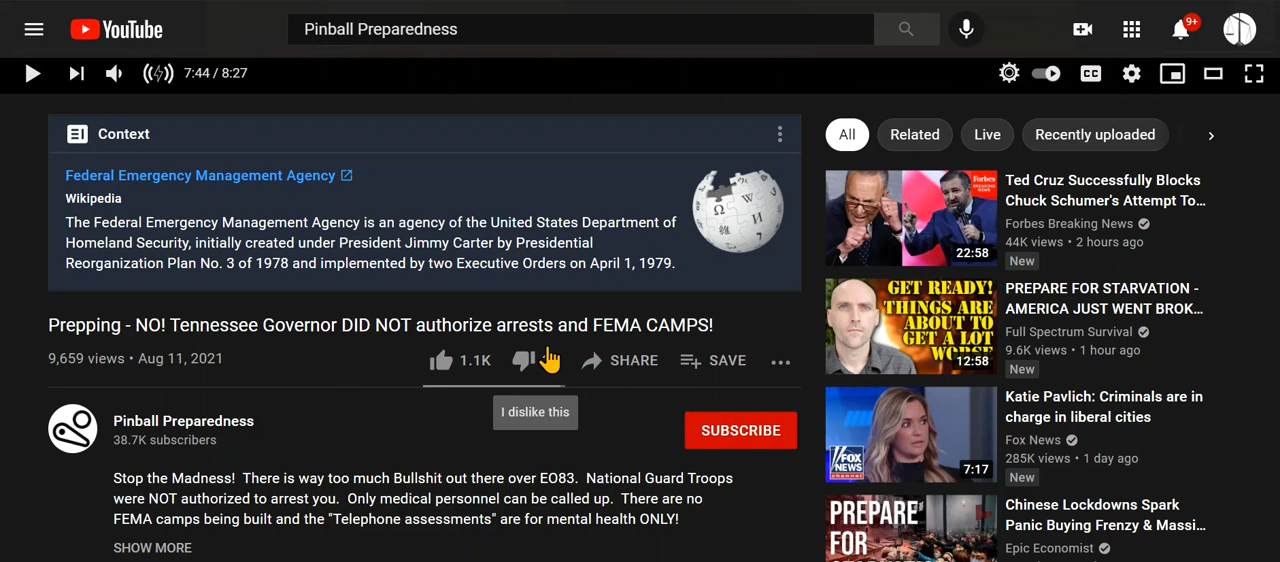 YouTube
Pinball Preparedness
9+
7:44 / 8:27
CC
Context
Federal Emergency Management Agency
Wikipedia
The Federal Emergency Management Agency is an agency of the United States Department of
Homeland Security, initially created under President Jimmy Carter by Presidential
Reorganization Plan No. 3 of 1978 and implemented by two Executive Orders on April 1, 1979.
Prepping - NO! Tennessee Governor DID NOT authorize arrests and FEMA CAMPS!
9,659 views • Aug 11, 2021
1.1K
SHARE
SAVE
I dislike this
Pinball Preparedness
38.7K subscribers
SUBSCRIBE
Stop the Madness!  There is way too much Bullshit out there over EO83.  National Guard Troops
were NOT authorized to arrest you.  Only medical personnel can be called up.  There are no
FEMA camps being built and the "Telephone assessments" are for mental health ONLY!
SHOW MORE
All
Related
Live
Recently uploaded
Forbes
BREAKING
NEWS
22:58
Ted Cruz Successfully Blocks
Chuck Schumer's Attempt To...
Forbes Breaking News
44K views • 2 hours ago
New
GET READY!
THINGS ARE
ABOUT TO
GET A LOT
WORSE
12:58
PREPARE FOR STARVATION -
AMERICA JUST WENT BROK...
Full Spectrum Survival
9.6K views • 1 hour ago
New
FOX
NEWS
channel
7:17
Katie Pavlich: Criminals are in
charge in liberal cities
Fox News
285K views • 1 day ago
New
PREPARE
FOR
Chinese Lockdowns Spark
Panic Buying Frenzy & Massi...
Epic Economist